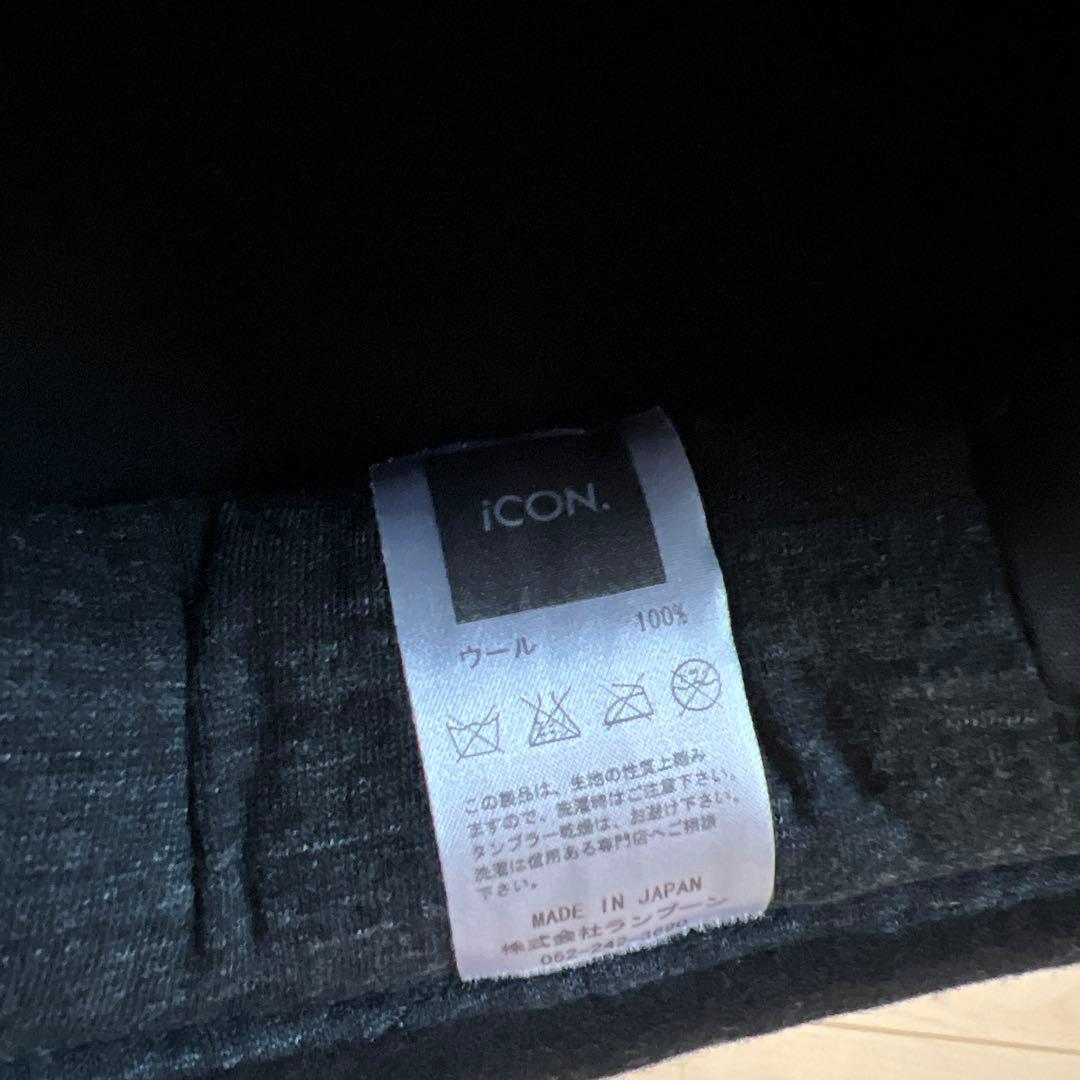 iCON.
ウール 100%
この製品は、生地の性質上縮み
ますので、洗濯時はご注意下さい。
タンブラー乾燥は、お避け下さい。
洗濯は信用ある専門店へご相談
下さい。
MADE IN JAPAN
株式会社ランブーン
052-242-3690